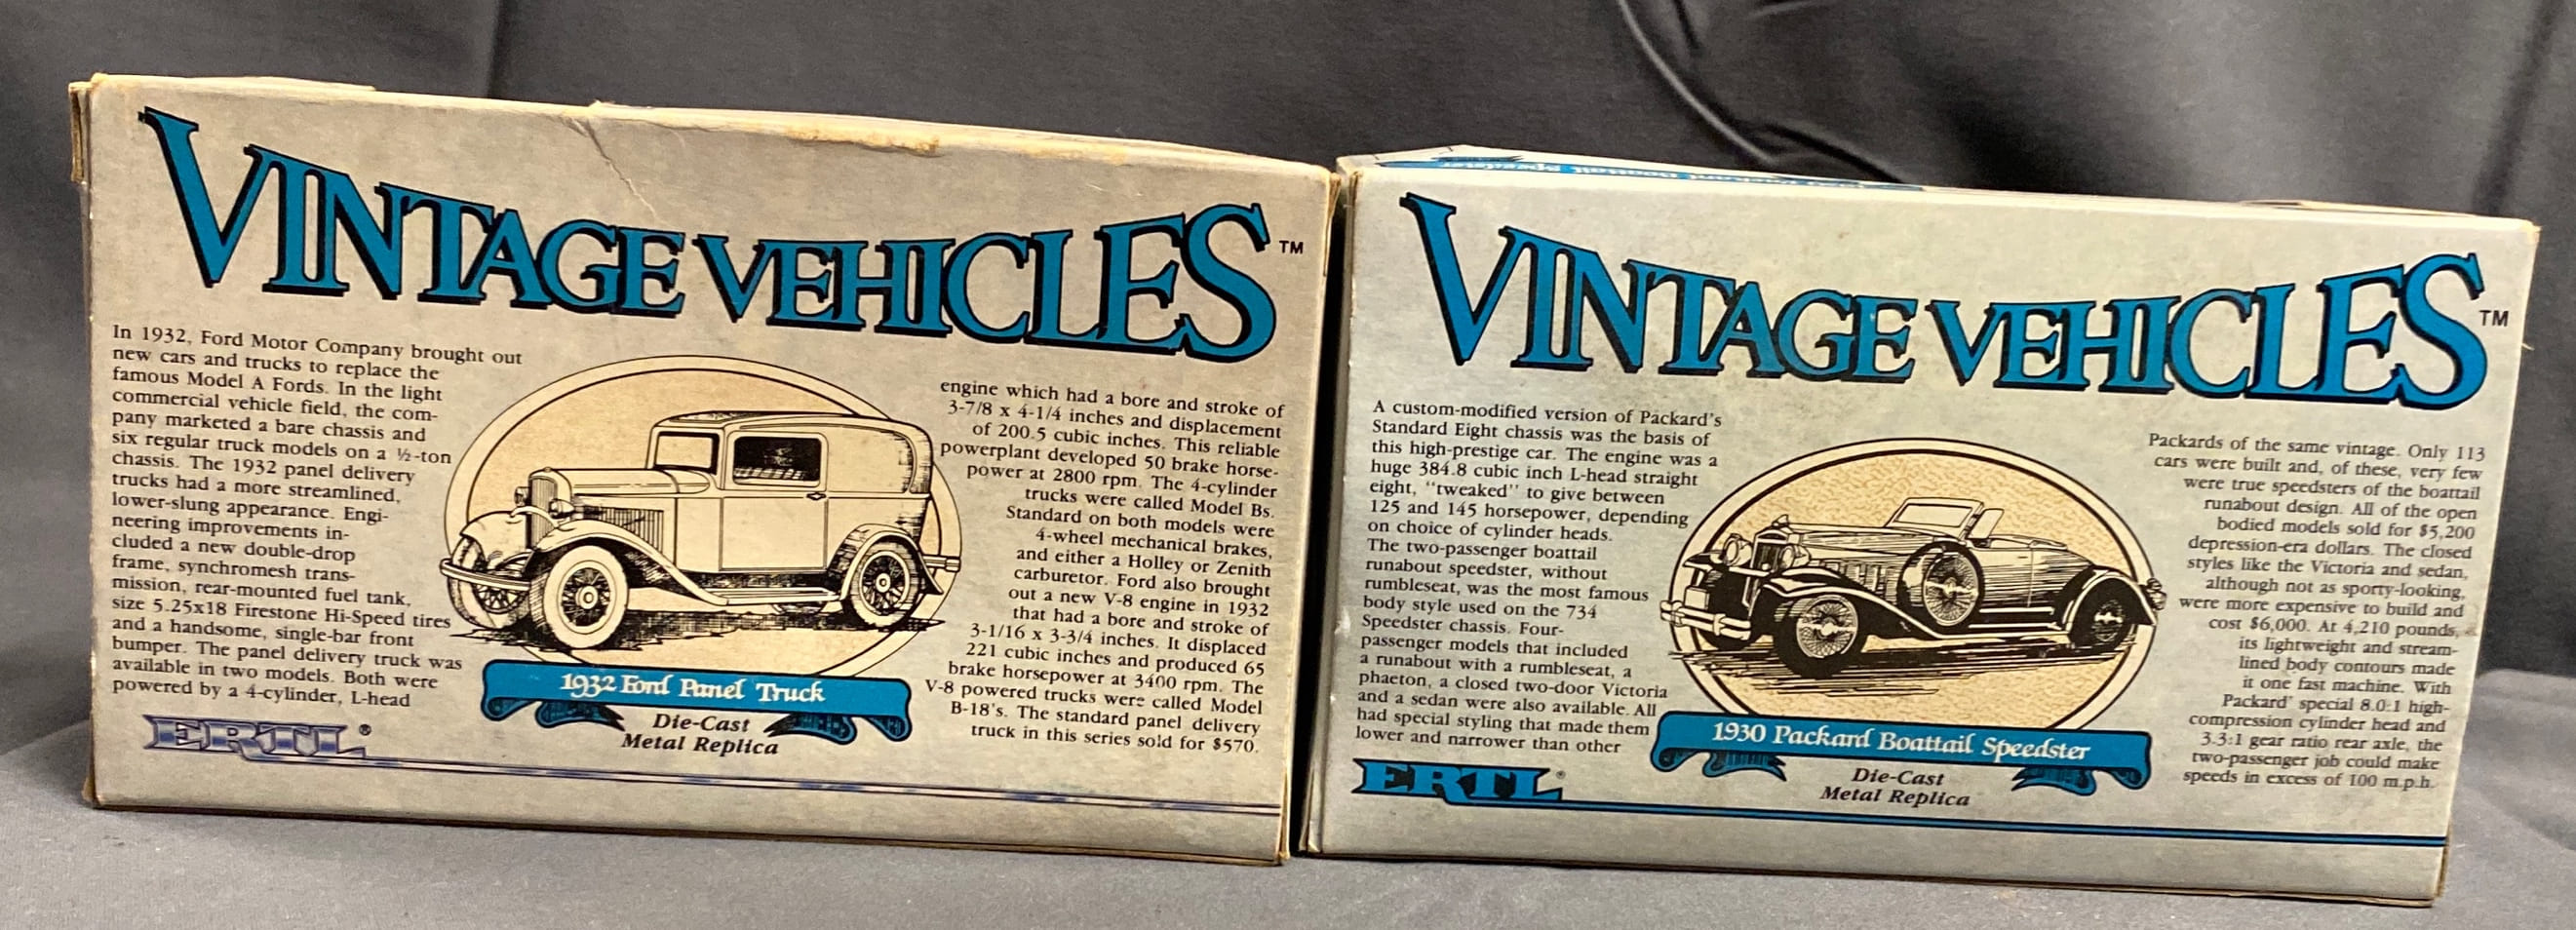 VINTAGE VEHICLES™
In 1932, Ford Motor Company brought out
new cars and trucks to replace the
famous Model A Fords. In the light
commercial vehicle field, the com-
pany marketed a bare chassis and
six regular truck models on a ½-ton
chassis. The 1932 panel delivery
trucks had a more streamlined,
lower-slung appearance. Engi-
neering improvements in-
cluded a new double-drop
frame, synchromesh trans-
mission, rear-mounted fuel tank,
size 5.25x18 Firestone Hi-Speed tires
and a handsome, single-bar front
bumper. The panel delivery truck was
available in two models. Both were
powered by a 4-cylinder, L-head
engine which had a bore and stroke of
3-7/8 x 4-1/4 inches and displacement
of 200.5 cubic inches. This reliable
powerplant developed 50 brake horse-
power at 2800 rpm. The 4-cylinder
trucks were called Model Bs.
Standard on both models were
4-wheel mechanical brakes,
and either a Holley or Zenith
carburetor. Ford also brought
out a new V-8 engine in 1932
that had a bore and stroke of
3-1/16 x 3-3/4 inches. It displaced
221 cubic inches and produced 65
brake horsepower at 3400 rpm. The
V-8 powered trucks were called Model
B-18's. The standard panel delivery
truck in this series sold for $570.
1932 Ford Panel Truck
Die-Cast
Metal Replica
ERTL®
Boattail Speedster
VINTAGE VEHICLES™
A custom-modified version of Packard's
Standard Eight chassis was the basis of
this high-prestige car. The engine was a
huge 384.8 cubic inch L-head straight
eight, "tweaked" to give between
125 and 145 horsepower, depending
on choice of cylinder heads.
The two-passenger boattail
runabout speedster, without
rumbleseat, was the most famous
body style used on the 734
Speedster chassis. Four-
passenger models that included
a runabout with a rumbleseat, a
phaeton, a closed two-door Victoria
and a sedan were also available. All
had special styling that made them
lower and narrower than other
Packards of the same vintage. Only 113
cars were built and, of these, very few
were true speedsters of the boattail
runabout design. All of the open
bodied models sold for $5,200
depression-era dollars. The closed
styles like the Victoria and sedan,
although not as sporty-looking,
were more expensive to build and
cost $6,000. At 4,210 pounds,
its lightweight and stream-
lined body contours made
it one fast machine. With
Packard' special 8.0:1 high-
compression cylinder head and
3.3:1 gear ratio rear axle, the
two-passenger job could make
speeds in excess of 100 m.p.h.
1930 Packard Boattail Speedster
Die-Cast
Metal Replica
ERTL®